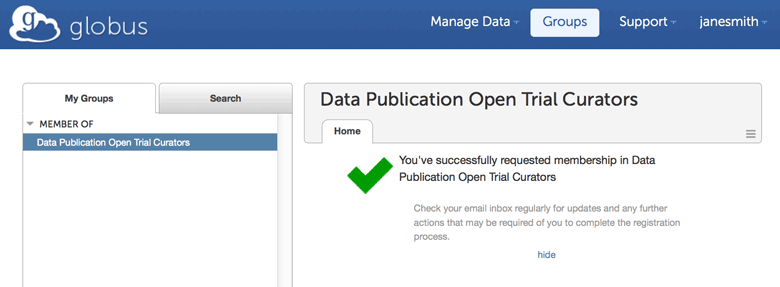 globus
Manage Data
Groups
Support
janesmith
My Groups
Search
MEMBER OF
Data Publication Open Trial Curators
Data Publication Open Trial Curators
Home
You've successfully requested membership in Data
Publication Open Trial Curators
Check your email inbox regularly for updates and any further
actions that may be required of you to complete the registration
process.
hide